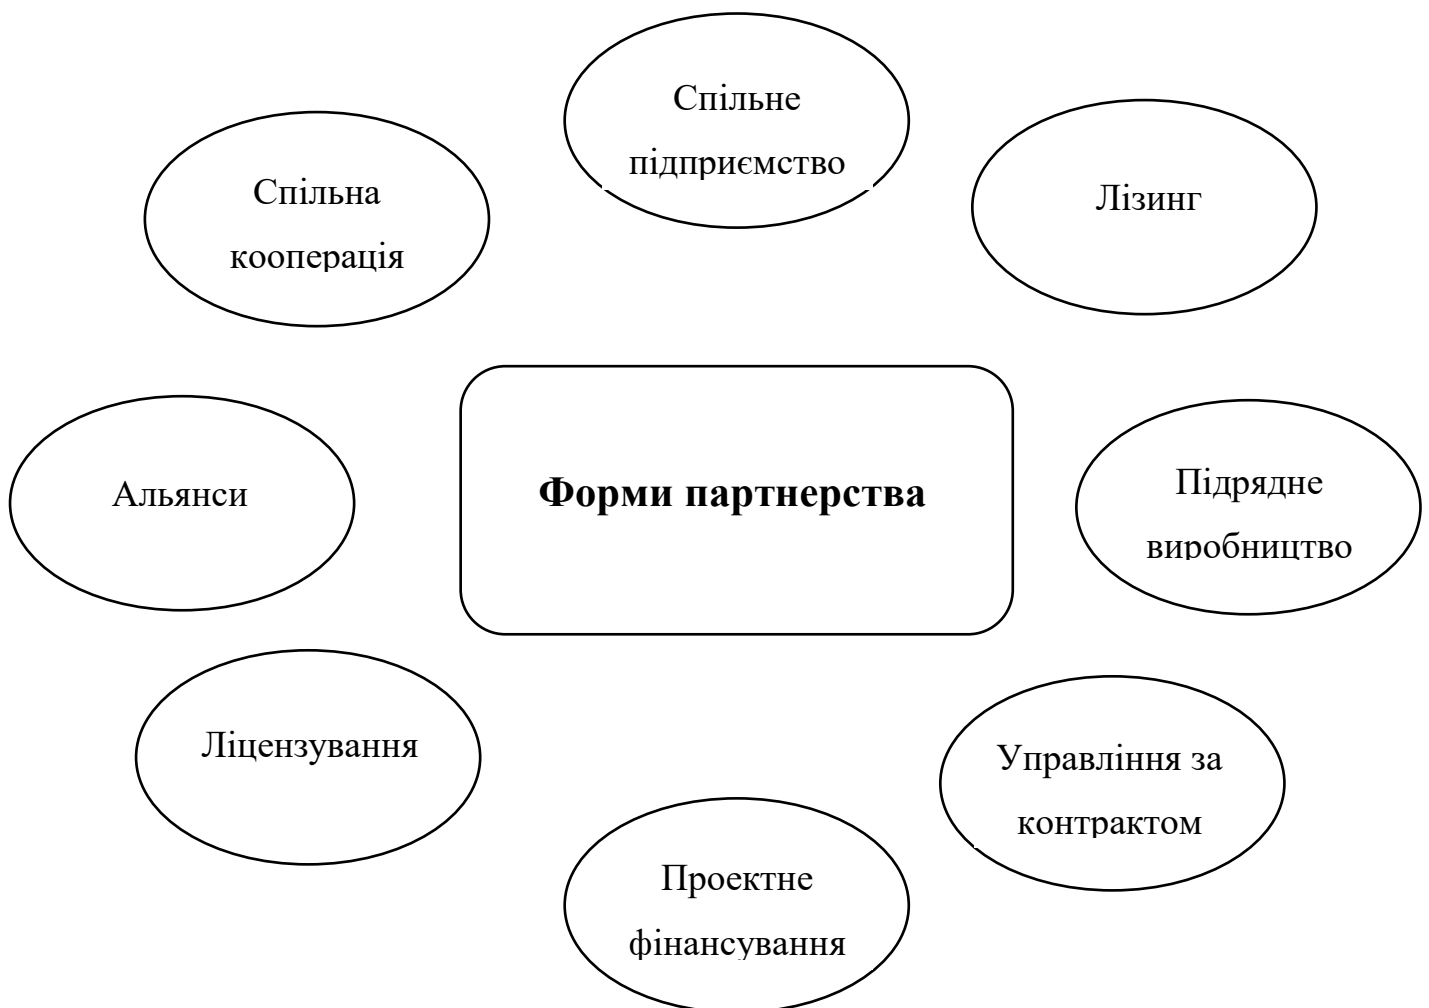 Спільне
підприємство
Спільна
кооперація
Лізинг
Форми партнерства
Альянси
Підрядне
виробництво
Ліцензування
Управління за
контрактом
Проектне
фінансування